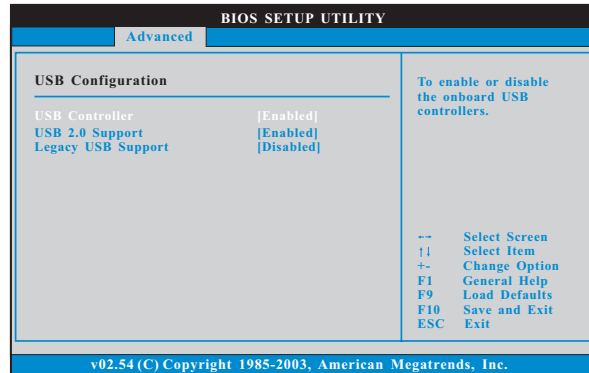 BIOS SETUP UTILITY
Advanced
USB Configuration
USB Controller [Enabled]
USB 2.0 Support [Enabled]
Legacy USB Support [Disabled]
To enable or disable
the onboard USB
controllers.
←→ Select Screen
↑↓ Select Item
+- Change Option
F1 General Help
F9 Load Defaults
F10 Save and Exit
ESC Exit
v02.54 (C) Copyright 1985-2003, American Megatrends, Inc.